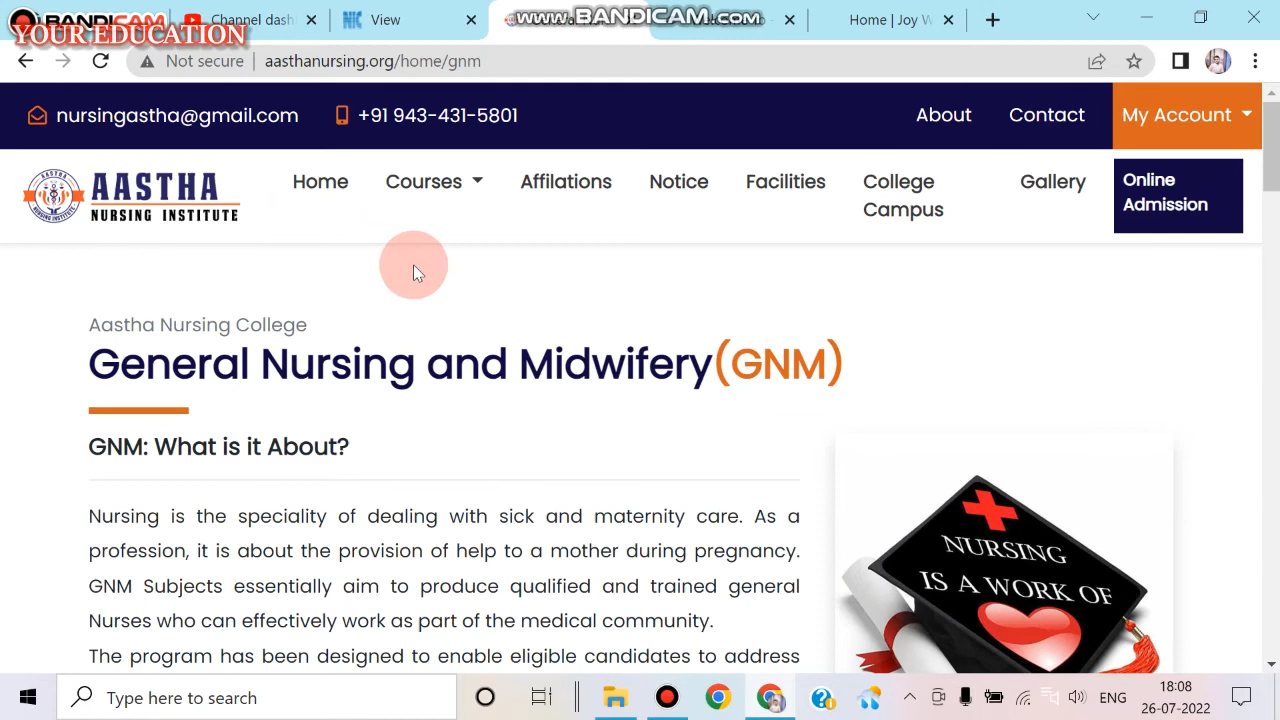 BANDICAM
YOUR EDUCATION
Channel dash
View
www.BANDICAM.com
Home | Joy W
Not secure
aasthanursing.org/home/gnm
nursingastha@gmail.com
+91 943-431-5801
About
Contact
My Account
AASTHA
NURSING INSTITUTE
Home
Courses
Affilations
Notice
Facilities
College
Campus
Gallery
Online
Admission
Aastha Nursing College
General Nursing and Midwifery(GNM)
GNM: What is it About?
Nursing is the speciality of dealing with sick and maternity care. As a
profession, it is about the provision of help to a mother during pregnancy.
GNM Subjects essentially aim to produce qualified and trained general
Nurses who can effectively work as part of the medical community.
The program has been designed to enable eligible candidates to address
NURSING
IS A WORK OF
Type here to search
ENG
18:08
26-07-2022